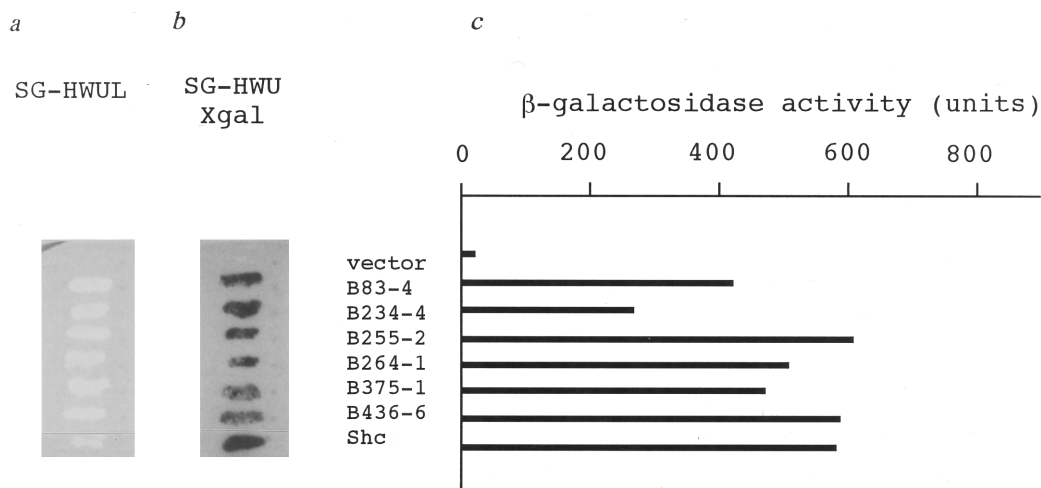 a
b
c
SG-HWUL
SG-HWU
Xgal
β-galactosidase activity (units)
0 200 400 600 800
vector
B83-4
B234-4
B255-2
B264-1
B375-1
B436-6
Shc